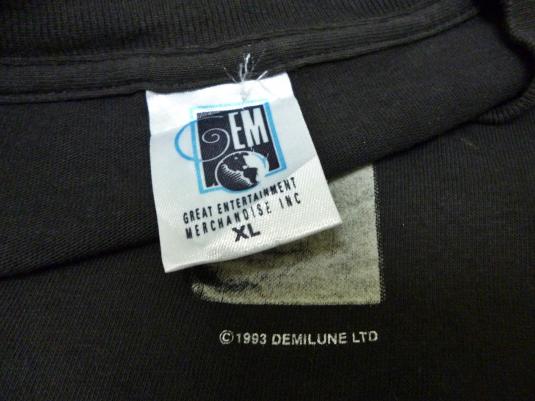 GEM
GREAT ENTERTAINMENT
MERCHANDISE INC
XL
©1993 DEMILUNE LTD